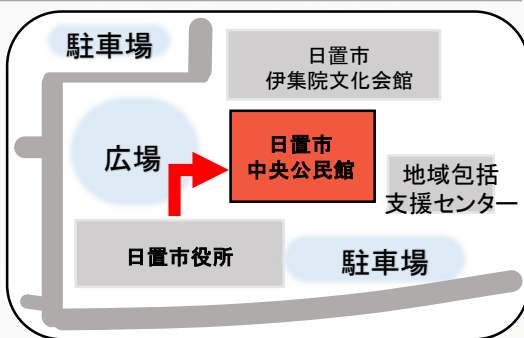 駐車場
日置市
伊集院文化会館
広場
日置市
中央公民館
地域包括
支援センター
日置市役所
駐車場